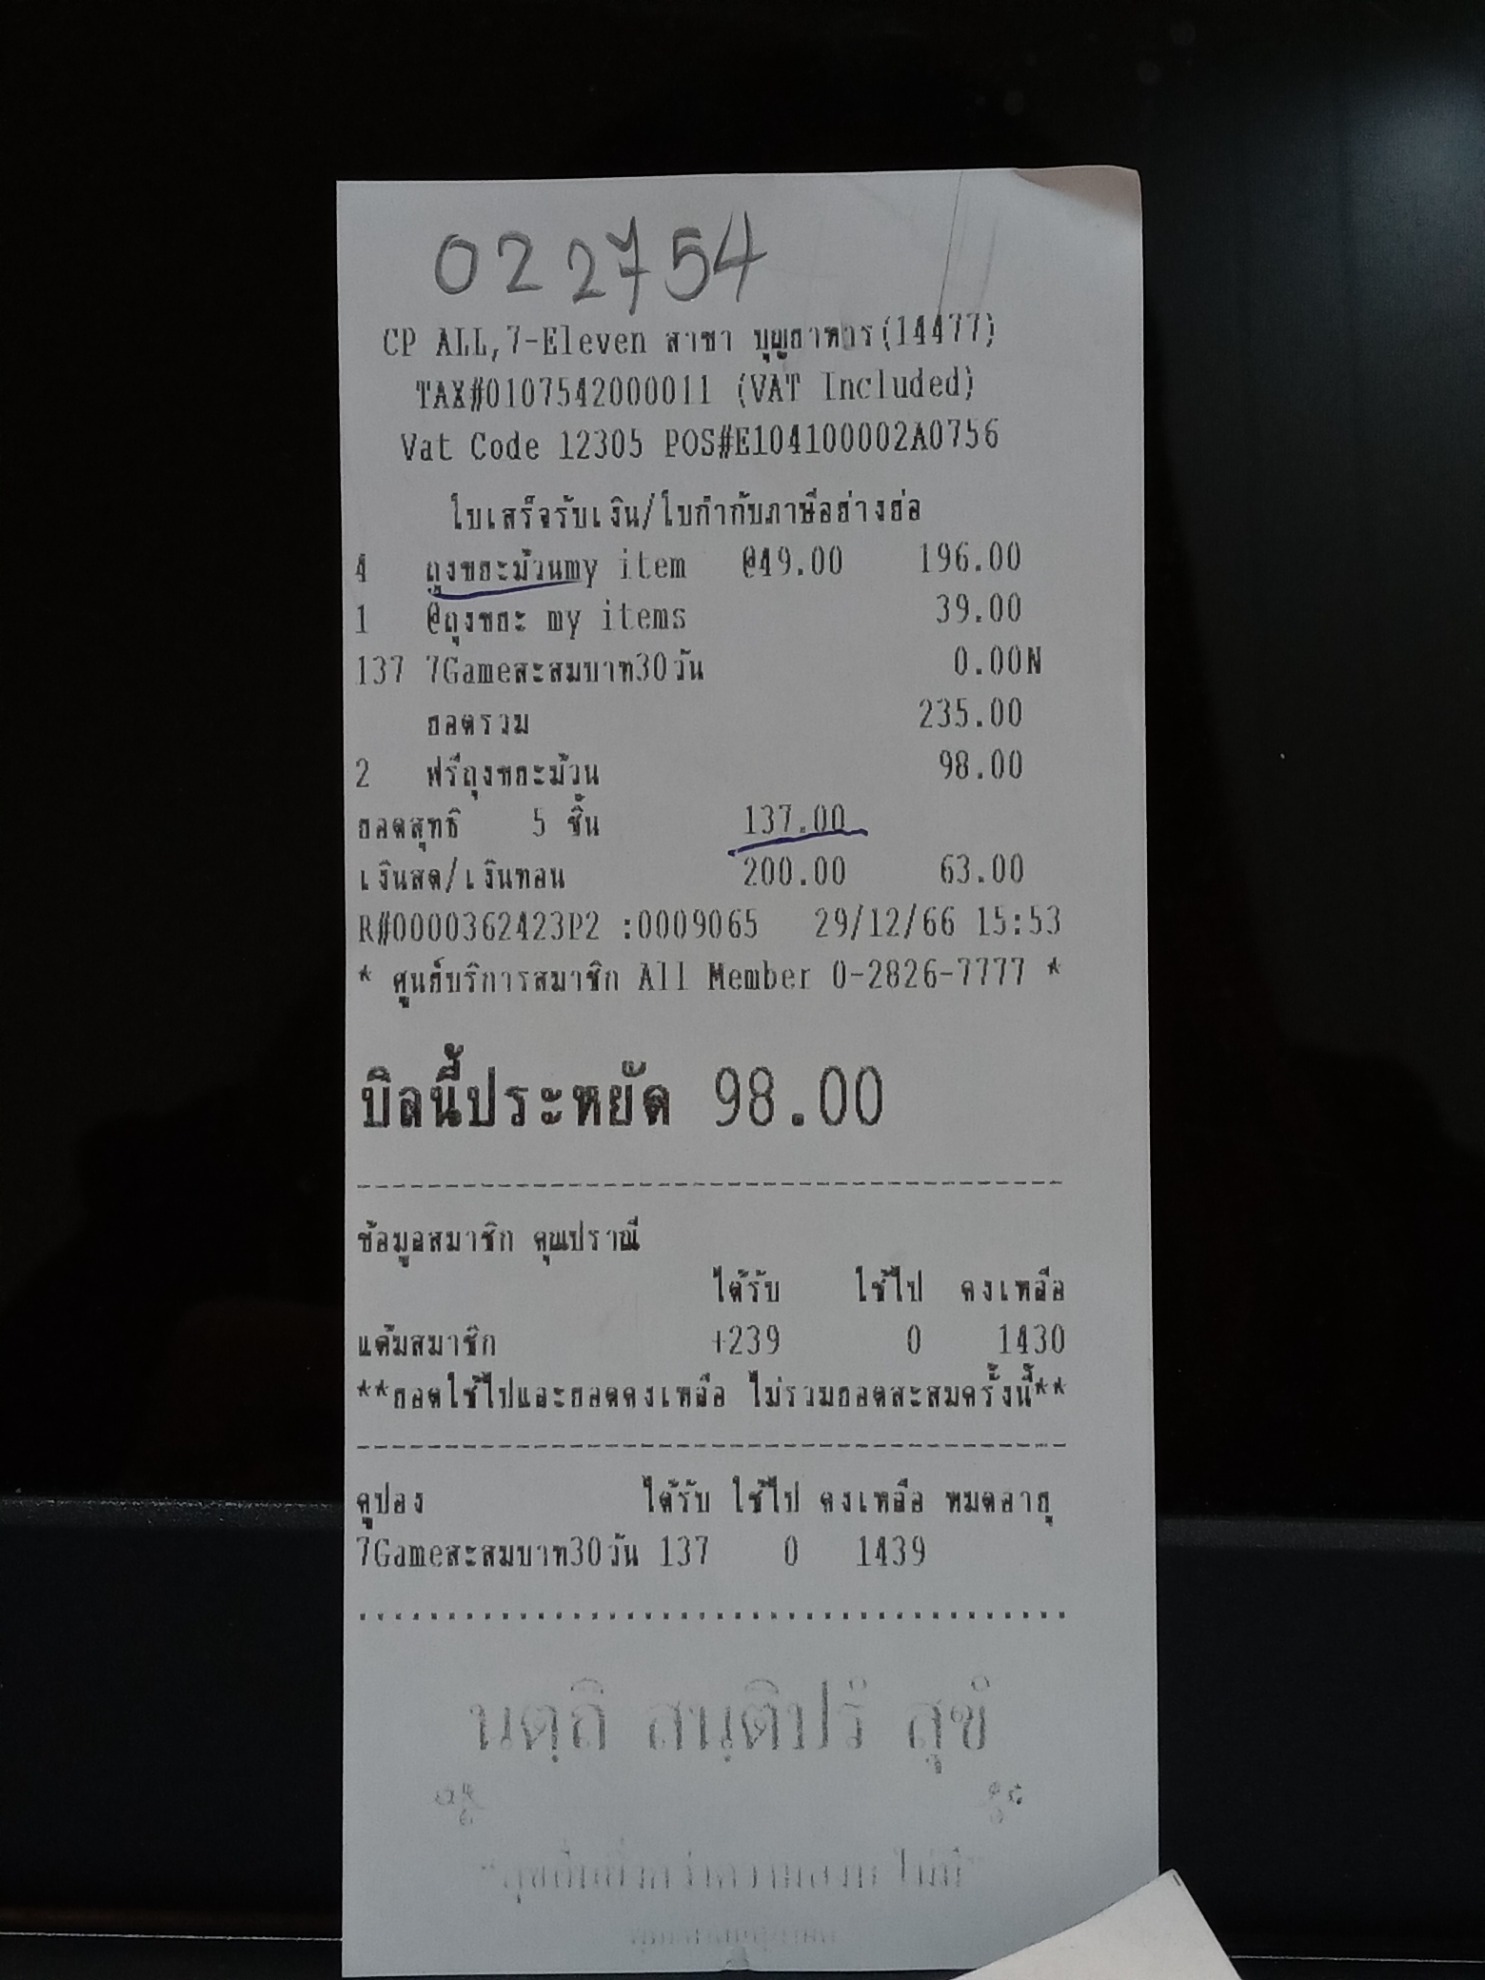 022754
CP ALL,7-Eleven สาขา บุญยาหาร(14477)
TAX#0107542000011 (VAT Included)
Vat Code 12305 POS#E104100002A0756
ใบเสร็จรับเงิน/ใบกำกับภาษีอย่างย่อ
4 ถุงขยะม้วนmy item @49.00 196.00
1 @ถุงขยะ my items 39.00
137 7Gameสะสมบาท30วัน 0.00N
ยอดรวม 235.00
2 ฟรีถุงขยะม้วน 98.00
ยอดสุทธิ 5 ชิ้น 137.00
เงินสด/เงินทอน 200.00 63.00
R#0000362423P2 :0009065 29/12/66 15:53
* ศูนย์บริการสมาชิก All Member 0-2826-7777 *
บิลนี้ประหยัด 98.00
ข้อมูลสมาชิก คุณปราณี
ได้รับ ใช้ไป คงเหลือ
แต้มสมาชิก +239 0 1430
**ยอดใช้ไปและยอดคงเหลือ ไม่รวมยอดสะสมครั้งนี้**
คูปอง ได้รับ ใช้ไป คงเหลือ หมดอายุ
7Gameสะสมบาท30วัน 137 0 1439
นตฺถิ สนฺติปรํ สุขํ